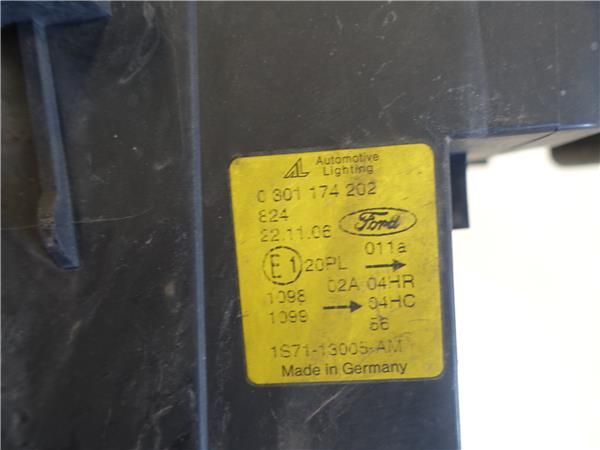 AL Automotive
Lighting
0 301 174 202
824
22.11.06 Ford
E1 20PL 011a →
1098 02A 04HR
1099 → 04HC
66
1S71-13005-AM
Made in Germany